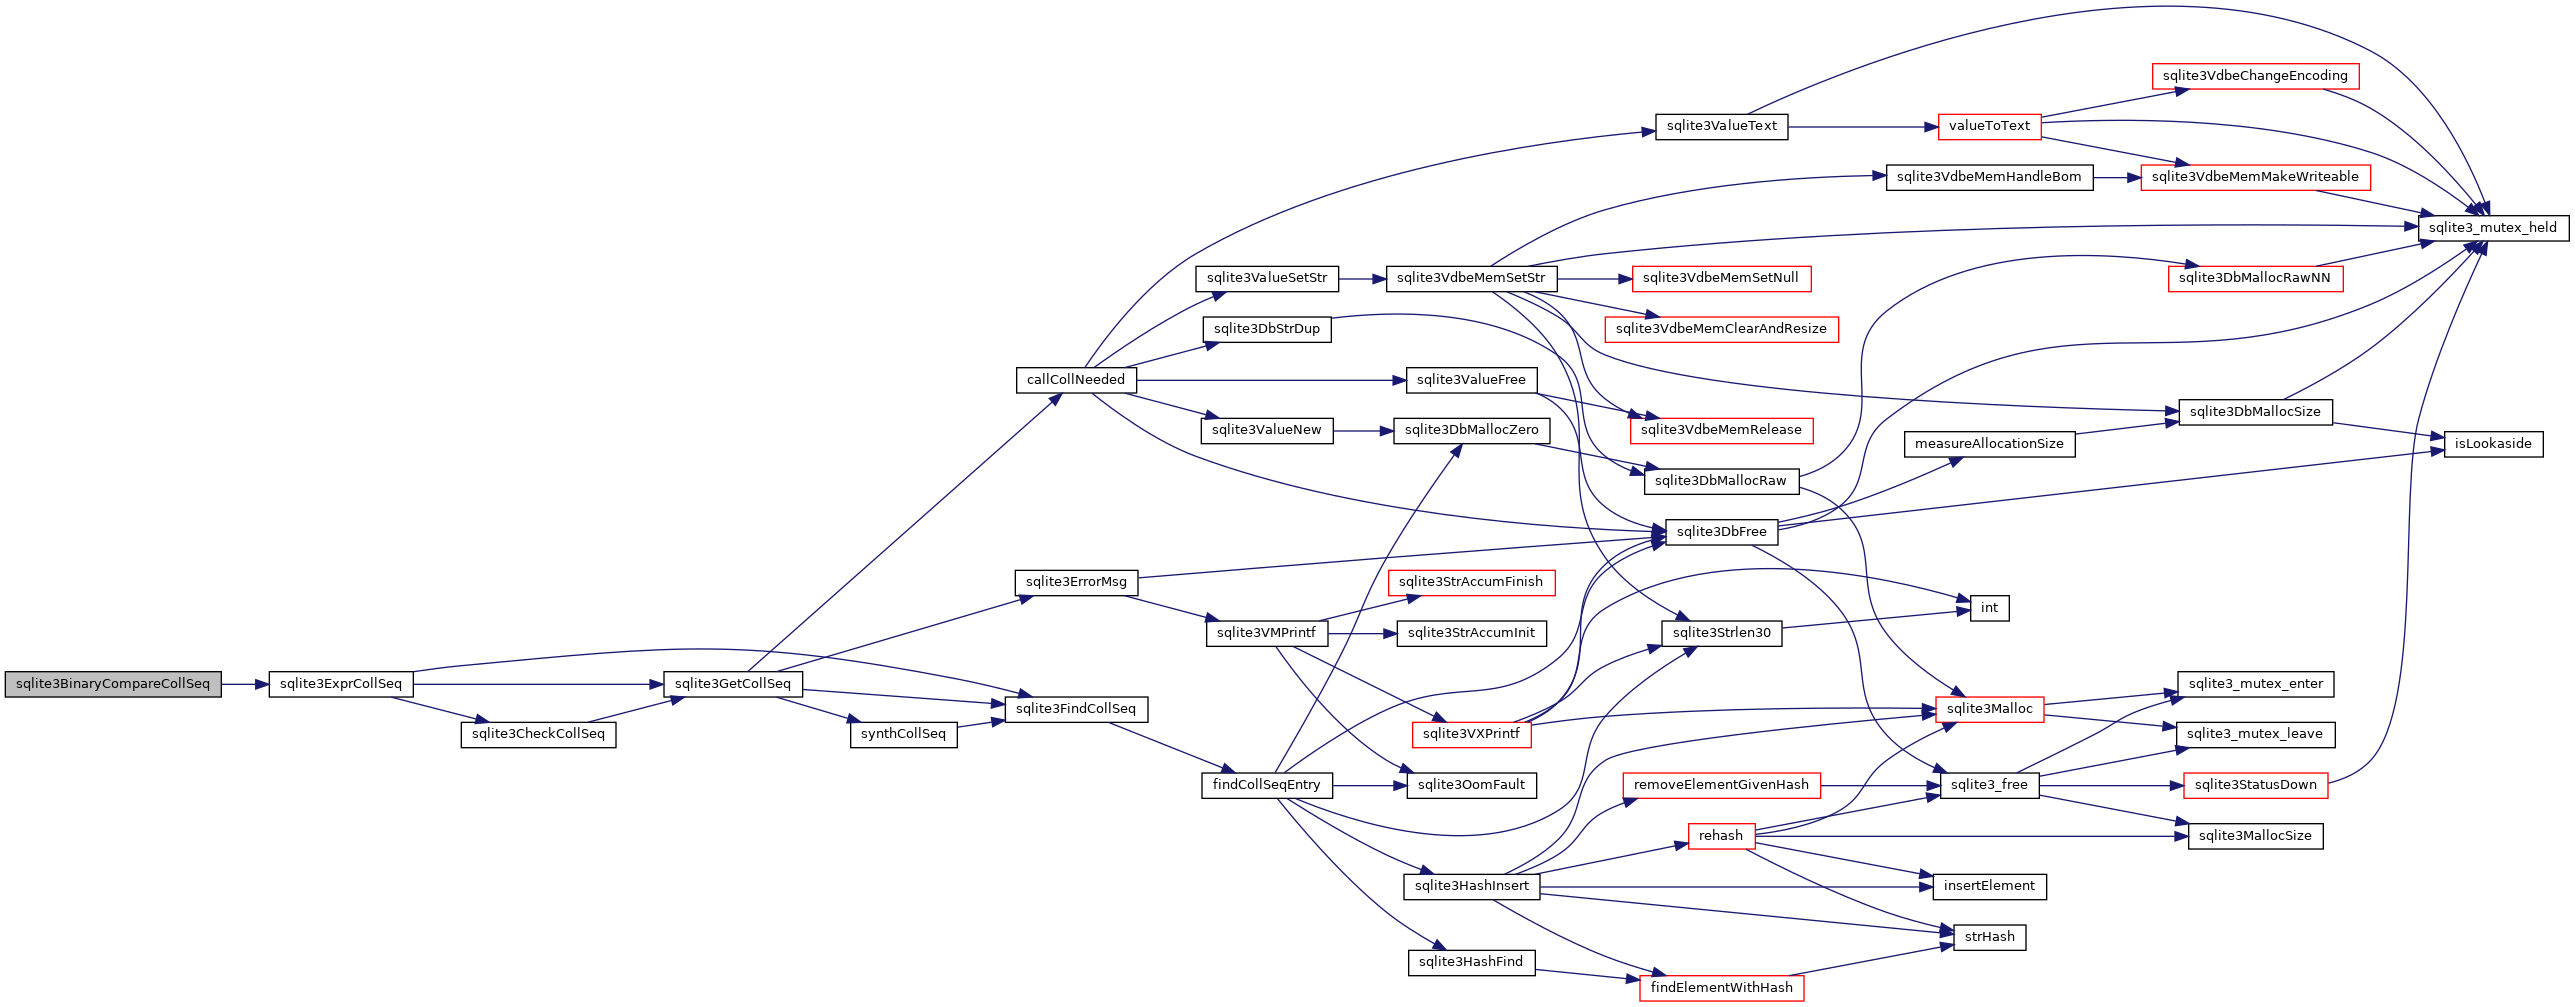 sqlite3BinaryCompareCollSeq
sqlite3ExprCollSeq
sqlite3CheckCollSeq
sqlite3GetCollSeq
synthCollSeq
callCollNeeded
sqlite3ErrorMsg
sqlite3FindCollSeq
sqlite3ValueSetStr
sqlite3DbStrDup
sqlite3ValueNew
sqlite3VMPrintf
findCollSeqEntry
sqlite3VdbeMemSetStr
sqlite3ValueFree
sqlite3DbMallocZero
sqlite3StrAccumFinish
sqlite3StrAccumInit
sqlite3VXPrintf
sqlite3OomFault
sqlite3HashInsert
sqlite3HashFind
sqlite3ValueText
sqlite3VdbeMemSetNull
sqlite3VdbeMemClearAndResize
sqlite3VdbeMemRelease
sqlite3DbMallocRaw
sqlite3DbFree
sqlite3Strlen30
removeElementGivenHash
rehash
findElementWithHash
valueToText
sqlite3VdbeMemHandleBom
measureAllocationSize
int
sqlite3Malloc
sqlite3_free
insertElement
strHash
sqlite3VdbeChangeEncoding
sqlite3VdbeMemMakeWriteable
sqlite3DbMallocRawNN
sqlite3DbMallocSize
sqlite3_mutex_enter
sqlite3_mutex_leave
sqlite3StatusDown
sqlite3MallocSize
sqlite3_mutex_held
isLookaside